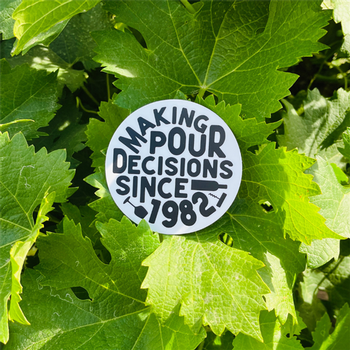 MAKING
POUR
DECISIONS
SINCE
1982